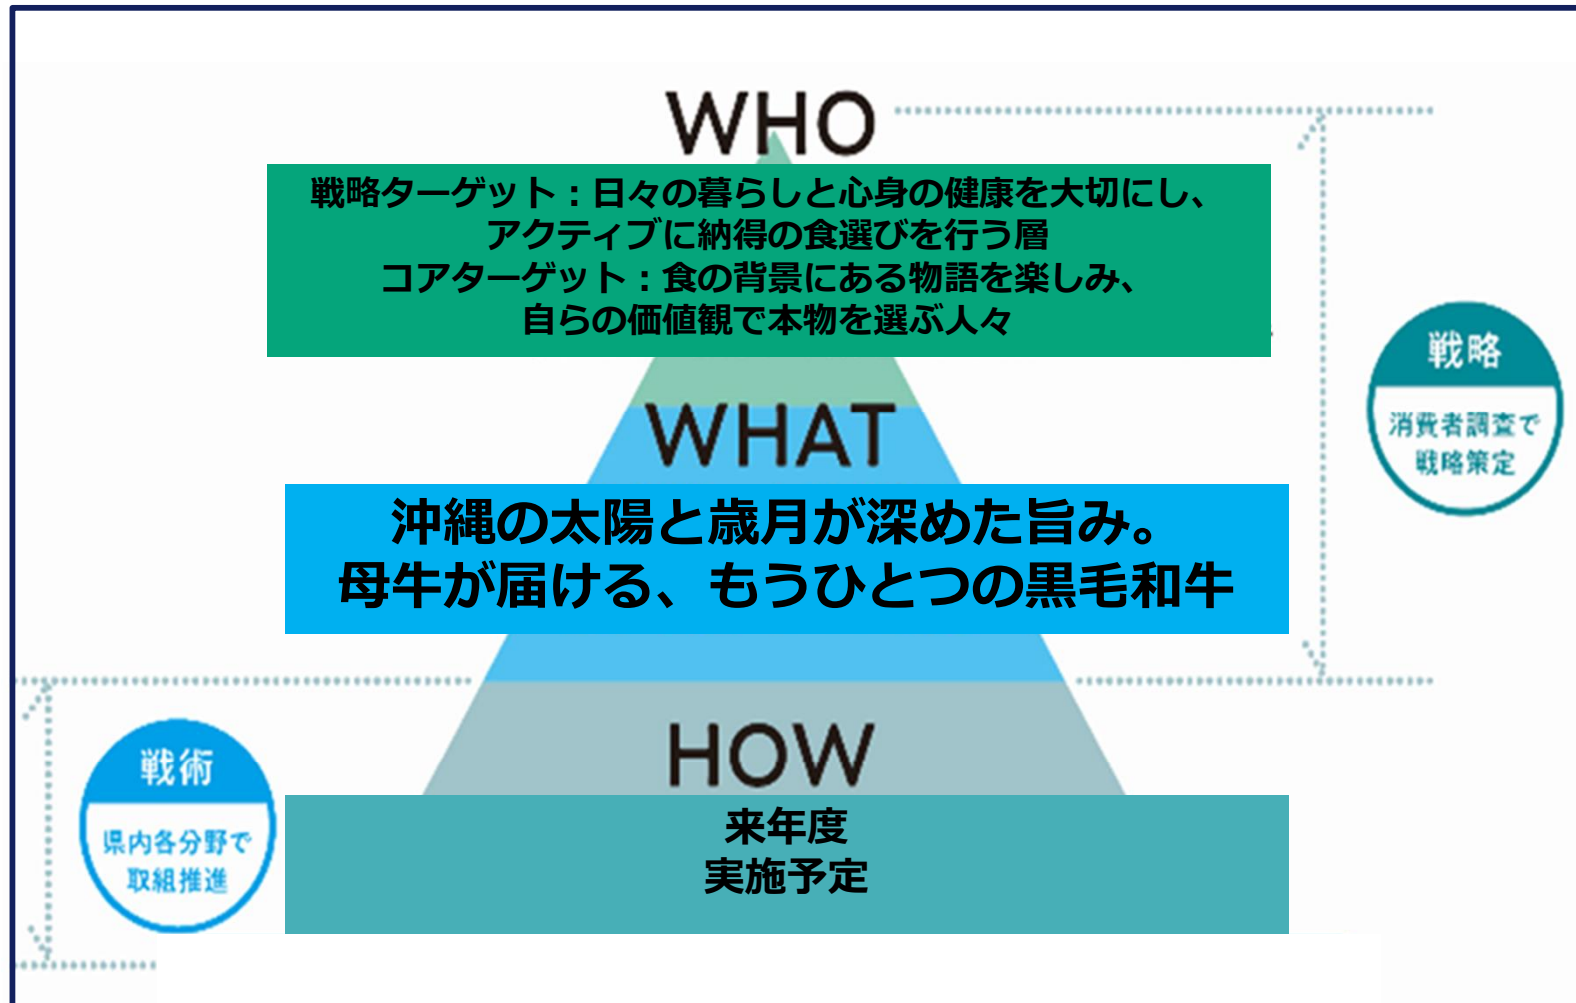 WHO
戦略ターゲット：日々の暮らしと心身の健康を大切にし、
アクティブに納得の食選びを行う層
コアターゲット：食の背景にある物語を楽しみ、
自らの価値観で本物を選ぶ人々
戦略
消費者調査で
戦略策定
WHAT
沖縄の太陽と歳月が深めた旨み。
母牛が届ける、もうひとつの黒毛和牛
HOW
来年度
実施予定
戦術
県内各分野で
取組推進